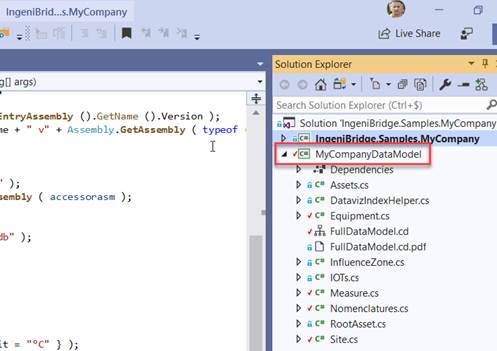 IngeniBrid...s.MyCompany
Live Share
g[] args)
EntryAssembly ().GetName ().Version );
me + " v" + Assembly.GetAssembly ( typeof
" );
embly ( accessorasm );
db" );
it = "°C" } );
Solution Explorer
Search Solution Explorer (Ctrl+$)
Solution 'IngeniBridge.Samples.MyCompany
IngeniBridge.Samples.MyCompany
MyCompanyDataModel
Dependencies
Assets.cs
DatavizIndexHelper.cs
Equipment.cs
FullDataModel.cd
FullDataModel.cd.pdf
InfluenceZone.cs
IOTs.cs
Measure.cs
Nomenclatures.cs
RootAsset.cs
Site.cs